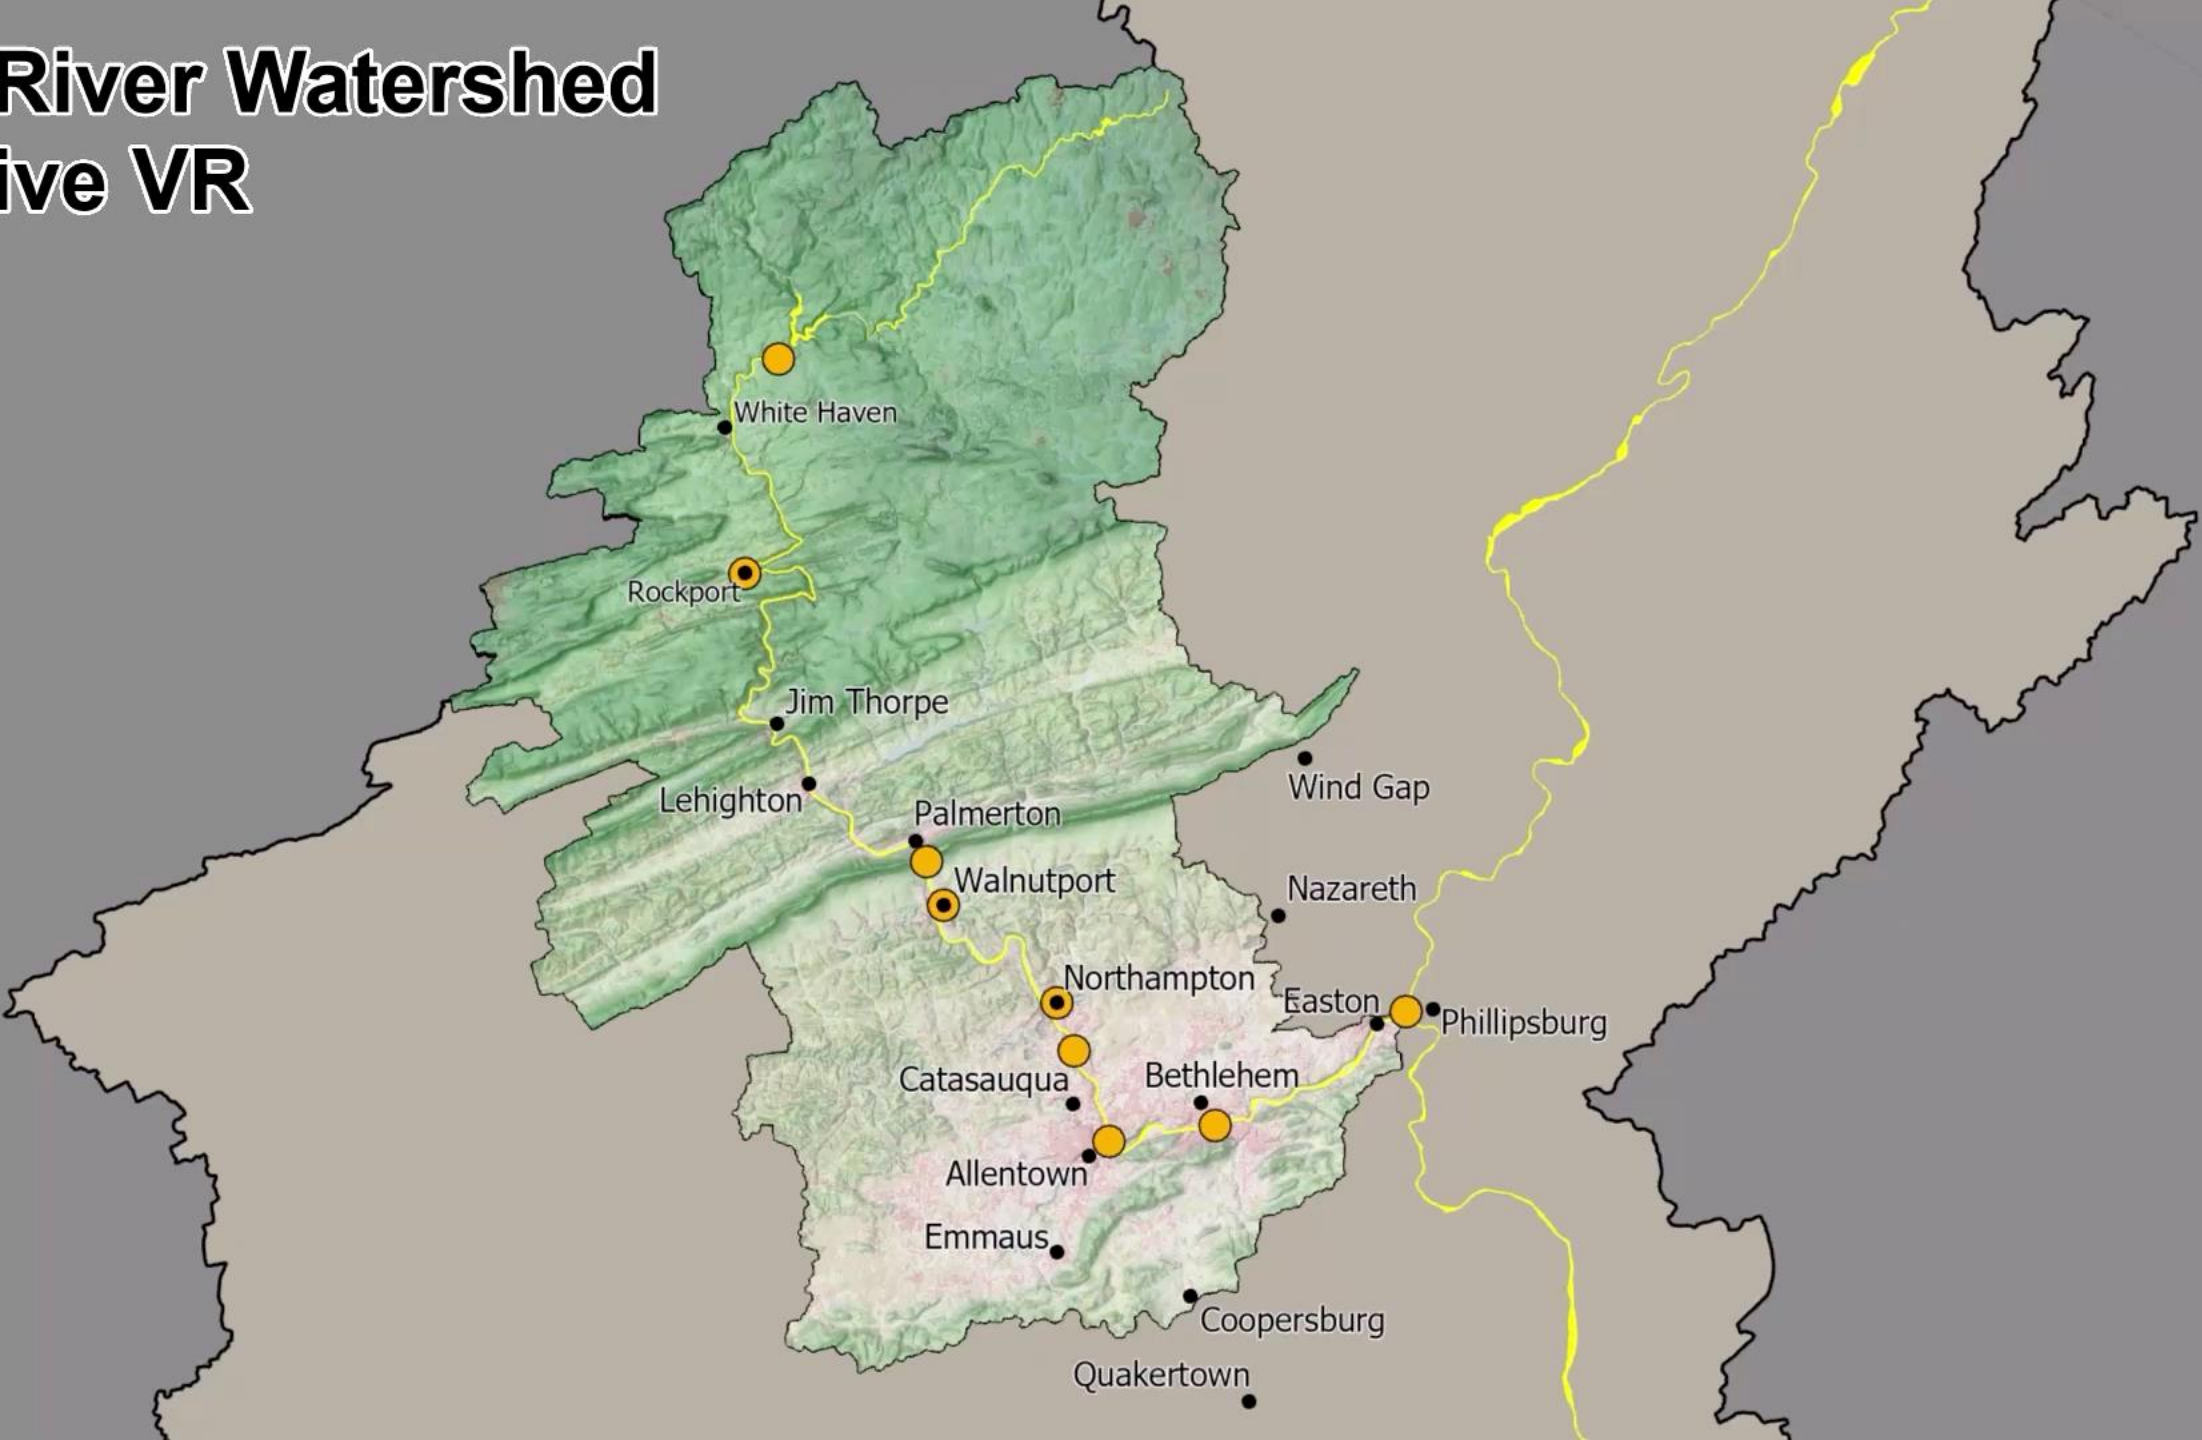 River Watershed
ive VR
White Haven
Rockport
Jim Thorpe
Lehighton
Wind Gap
Palmerton
Walnutport
Nazareth
Northampton
Easton
Phillipsburg
Catasauqua
Bethlehem
Allentown
Emmaus
Coopersburg
Quakertown